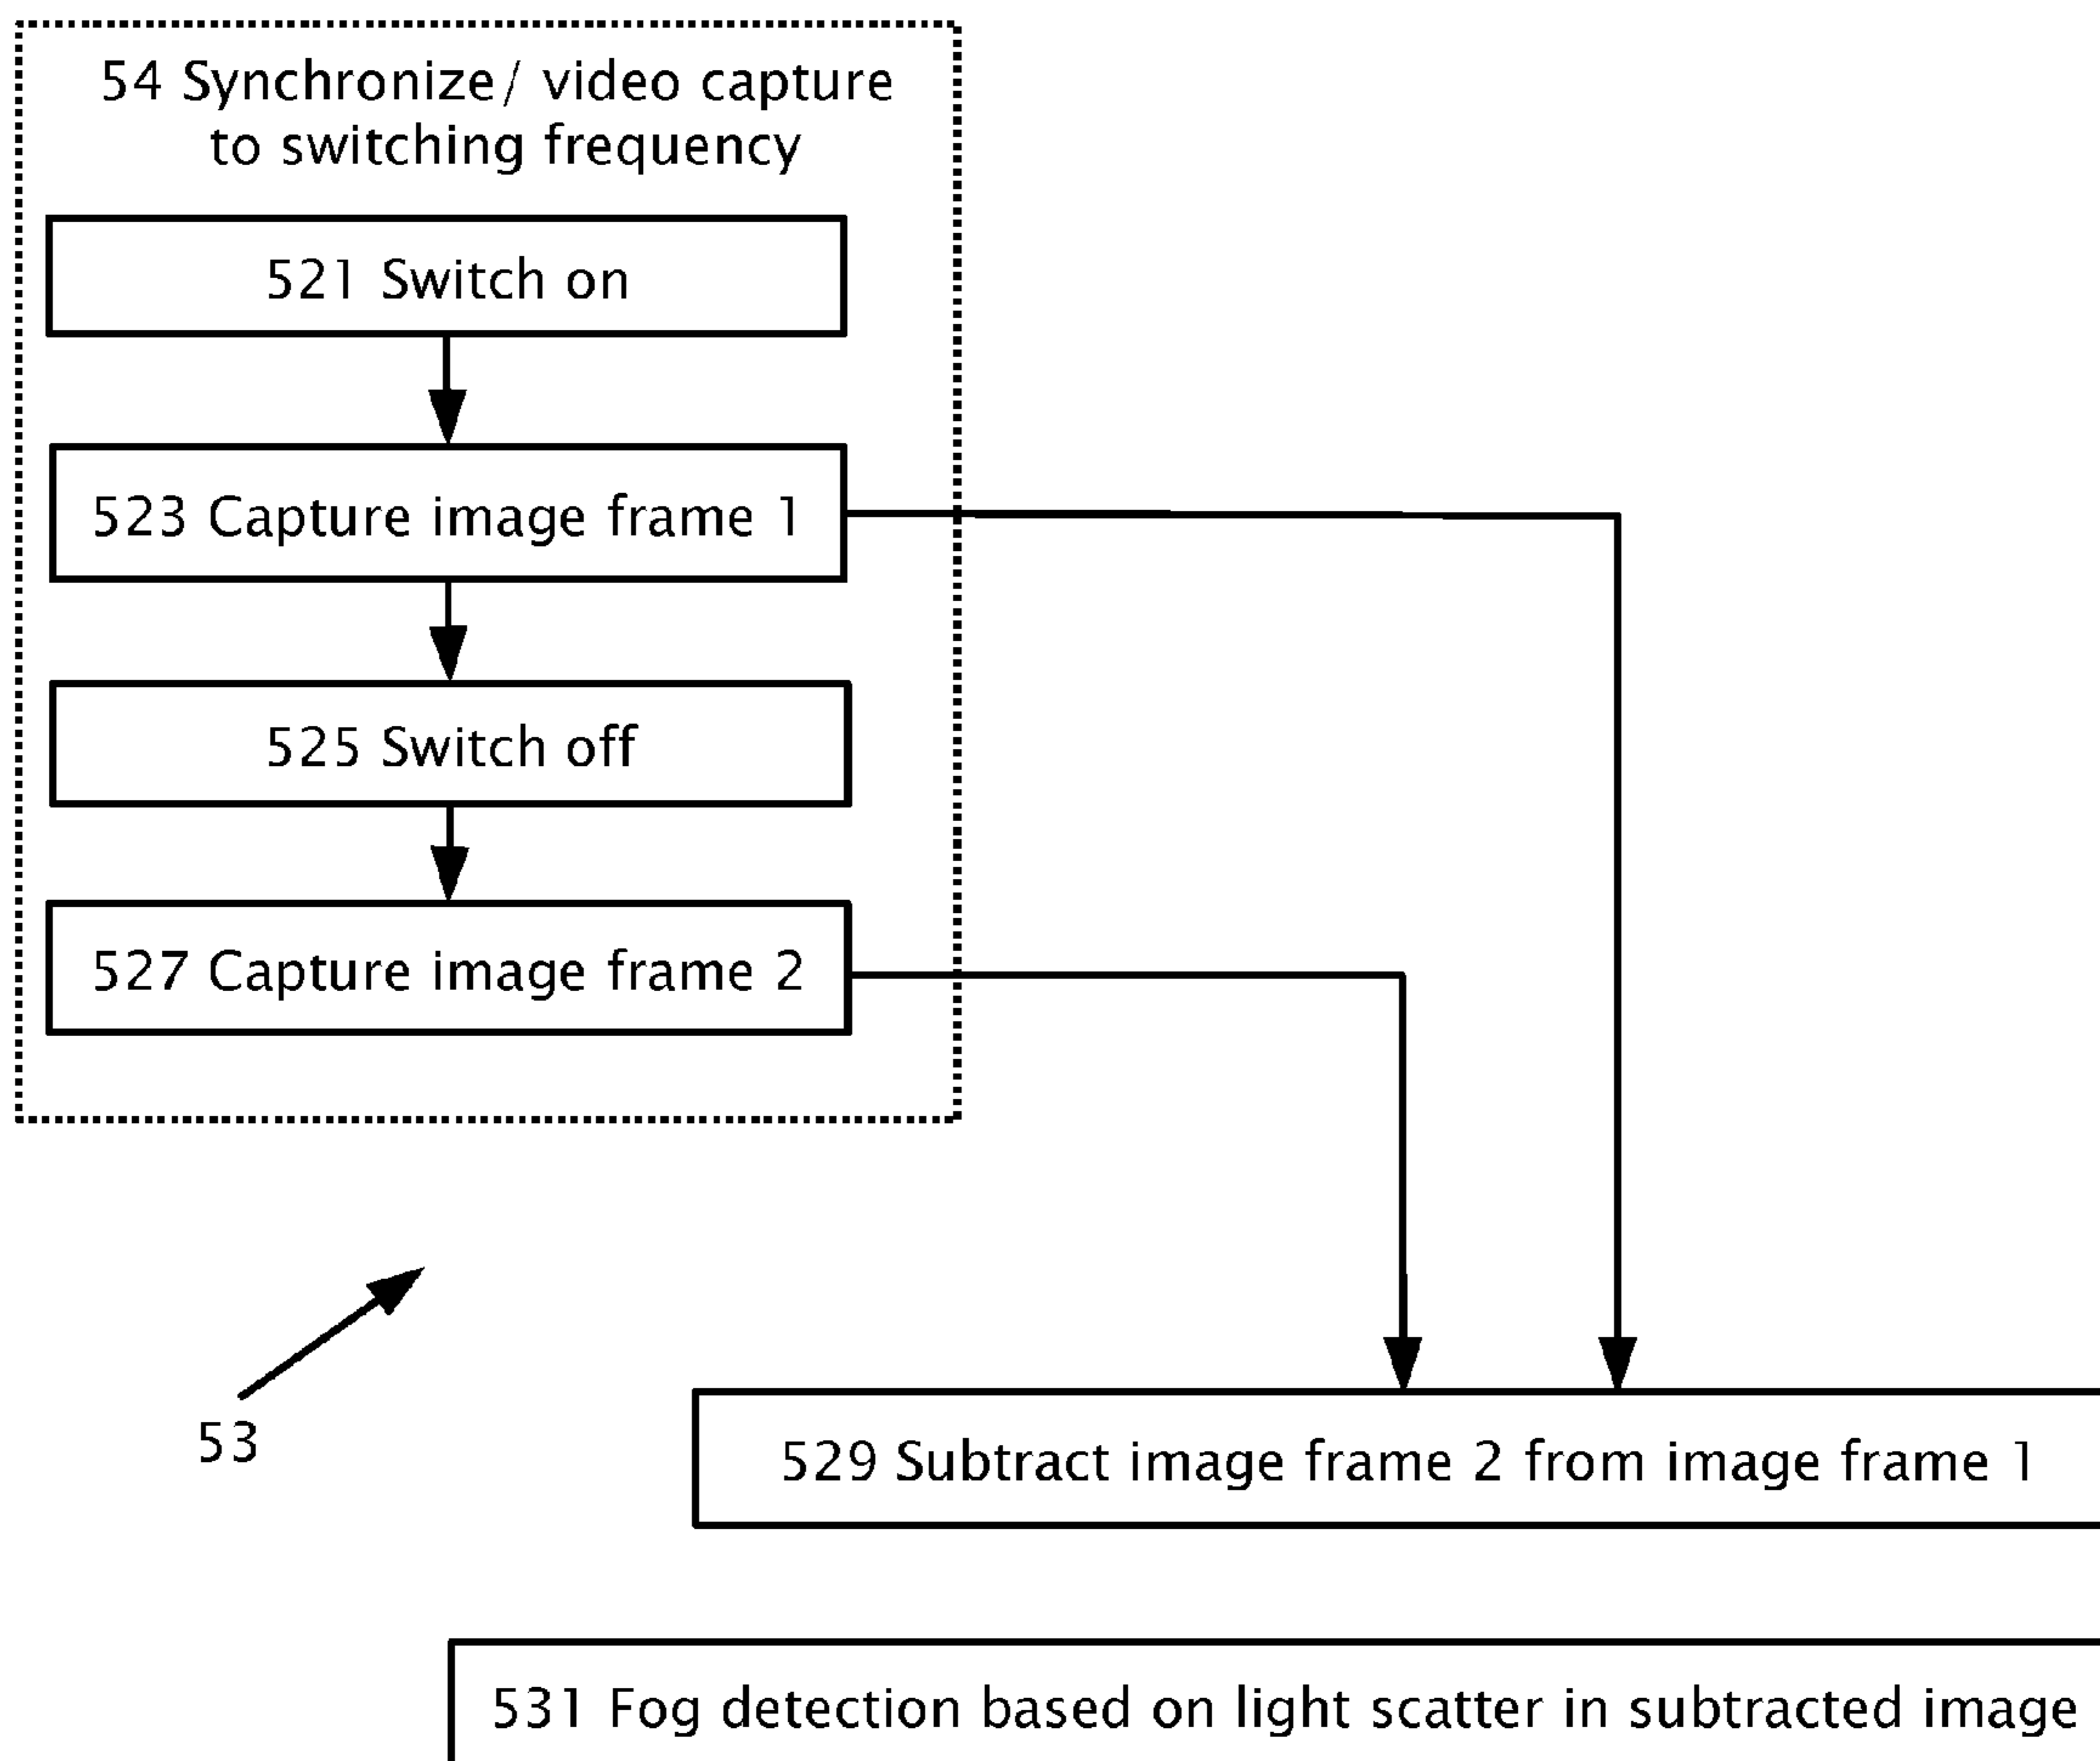 54 Synchronize/ video capture
to switching frequency
521 Switch on
523 Capture image frame 1
525 Switch off
527 Capture image frame 2
53
529 Subtract image frame 2 from image frame 1
531 Fog detection based on light scatter in subtracted image